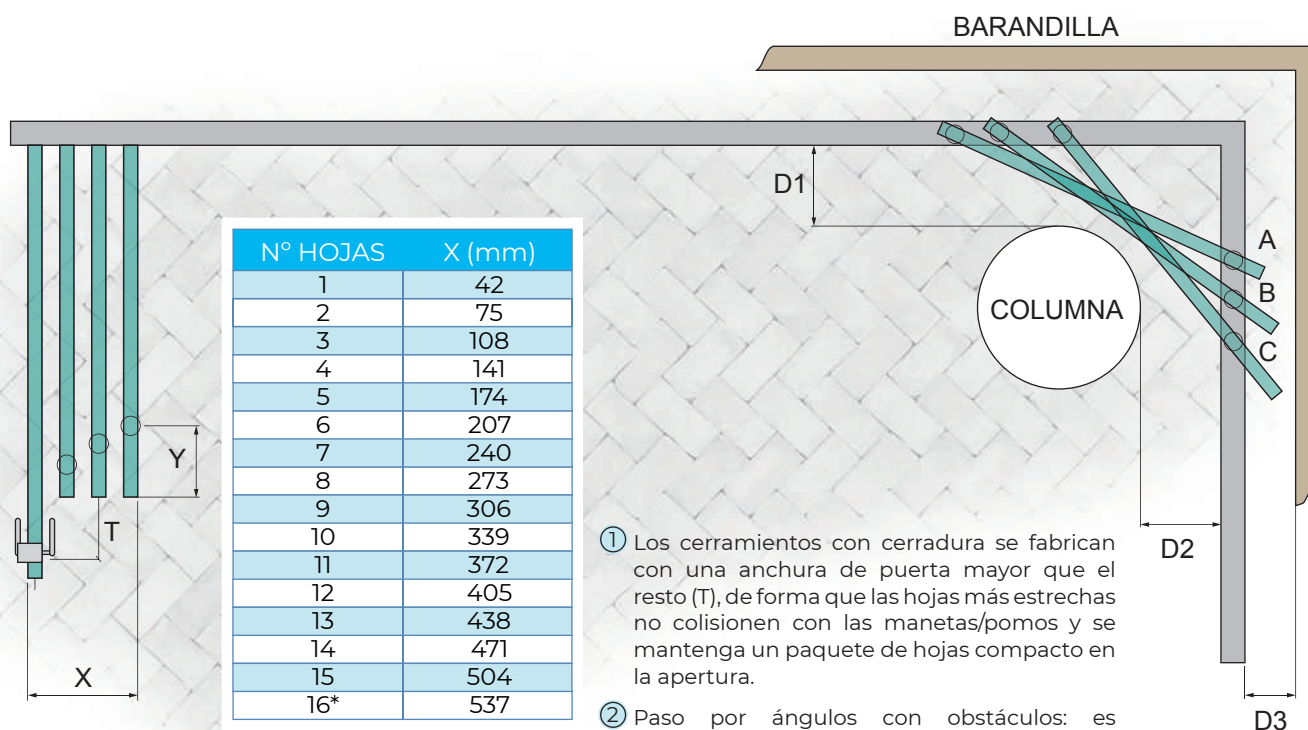 BARANDILLA
D1
A
B
C
COLUMNA
Y
T
X
D2
D3
Nº HOJAS X (mm)
1 42
2 75
3 108
4 141
5 174
6 207
7 240
8 273
9 306
10 339
11 372
12 405
13 438
14 471
15 504
16* 537
1 Los cerramientos con cerradura se fabrican
con una anchura de puerta mayor que el
resto (T), de forma que las hojas más estrechas
no colisionen con las manetas/pomos y se
mantenga un paquete de hojas compacto en
la apertura.
2 Paso por ángulos con obstáculos: es